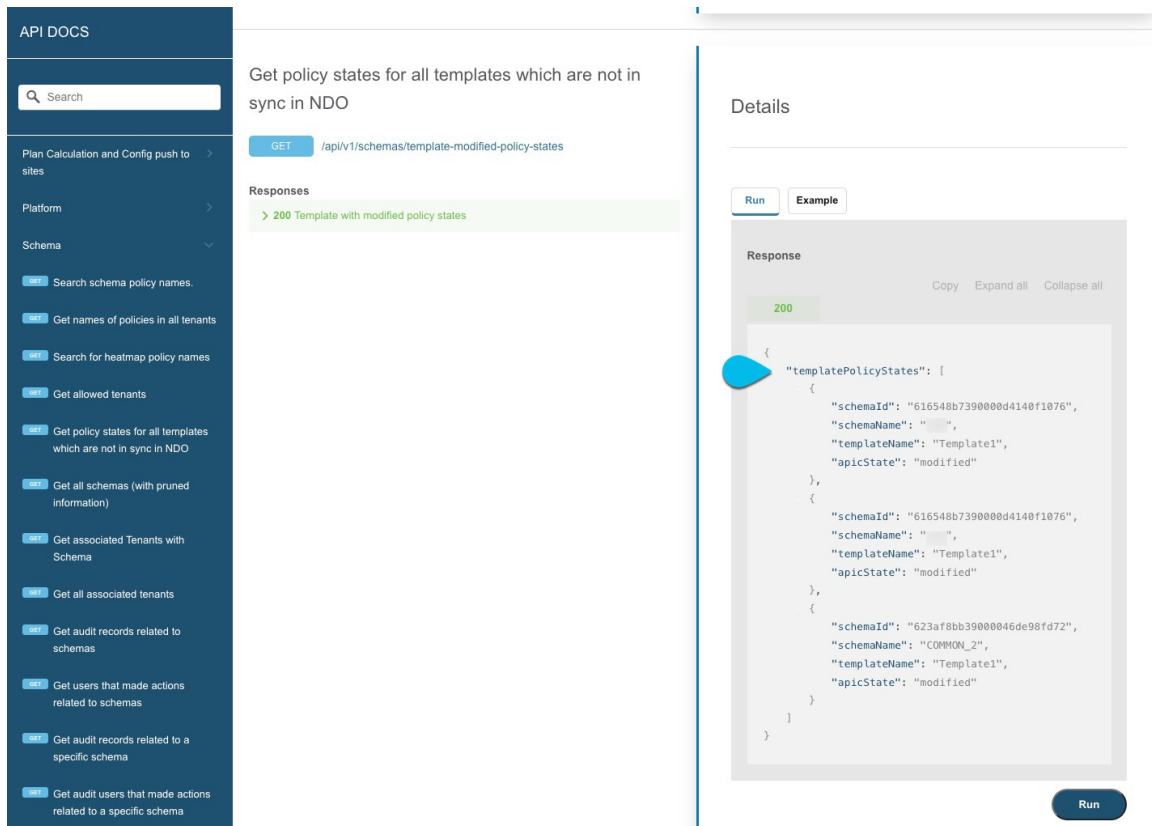 API DOCS
Search
Plan Calculation and Config push to
sites
Platform
Schema
GET Search schema policy names.
GET Get names of policies in all tenants
GET Search for heatmap policy names
GET Get allowed tenants
GET Get policy states for all templates
which are not in sync in NDO
GET Get all schemas (with pruned
information)
GET Get associated Tenants with
Schema
GET Get all associated tenants
GET Get audit records related to
schemas
GET Get users that made actions
related to schemas
GET Get audit records related to a
specific schema
GET Get audit users that made actions
related to a specific schema
Get policy states for all templates which are not in
sync in NDO
GET /api/v1/schemas/template-modified-policy-states
Responses
200 Template with modified policy states
Details
Run Example
Response
Copy Expand all Collapse all
200
{
"templatePolicyStates": [
{
"schemaId": "616548b7390000d4140f1076",
"schemaName": " ",
"templateName": "Template1",
"apicState": "modified"
},
{
"schemaId": "616548b7390000d4140f1076",
"schemaName": " ",
"templateName": "Template1",
"apicState": "modified"
},
{
"schemaId": "623af8bb39000046de98fd72",
"schemaName": "COMMON_2",
"templateName": "Template1",
"apicState": "modified"
}
]
}
Run